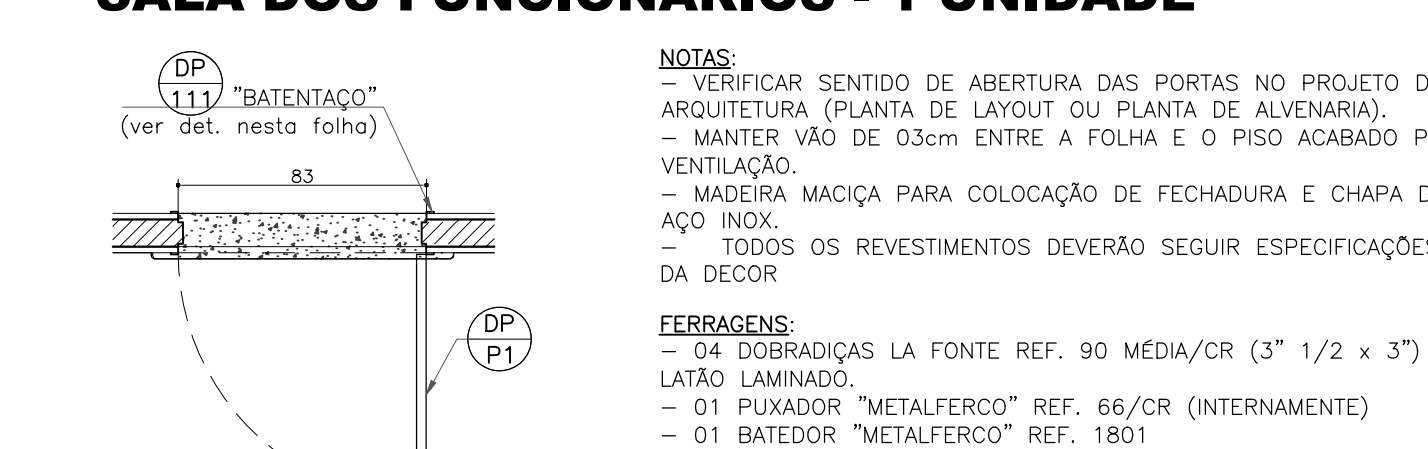 SALA DOS FUNCIONÁRIOS - 1 UNIDADE
DP
111
"BATENTAÇO"
(ver det. nesta folha)
83
DP
P1
NOTAS:
– VERIFICAR SENTIDO DE ABERTURA DAS PORTAS NO PROJETO
ARQUITETURA (PLANTA DE LAYOUT OU PLANTA DE ALVENARIA).
– MANTER VÃO DE 03cm ENTRE A FOLHA E O PISO ACABADO
VENTILAÇÃO.
– MADEIRA MACIÇA PARA COLOCAÇÃO DE FECHADURA E CHAPA
AÇO INOX.
– TODOS OS REVESTIMENTOS DEVERÃO SEGUIR ESPECIFICAÇÕES
DA DECOR
FERRAGENS:
– 04 DOBRADIÇAS LA FONTE REF. 90 MÉDIA/CR (3" 1/2 x 3")
LATÃO LAMINADO.
– 01 PUXADOR "METALFERCO" REF. 66/CR (INTERNAMENTE)
– 01 BATEDOR "METALFERCO" REF. 1801